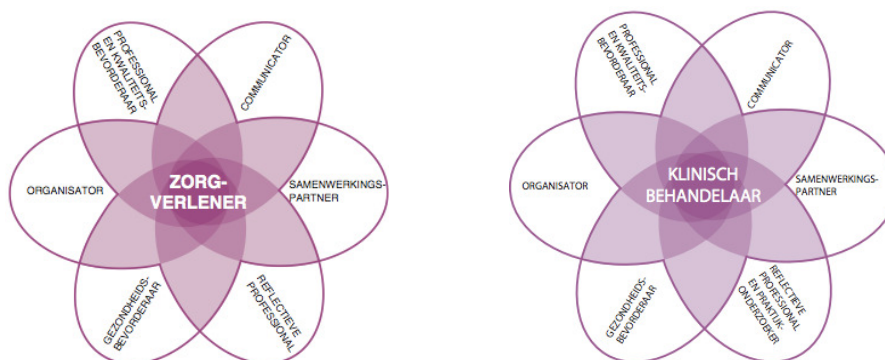 PROFESSIONAL
EN KWALITEITS-
BEVORDERAAR
COMMUNICATOR
ORGANISATOR
ZORG-
VERLENER
SAMENWERKINGS-
PARTNER
GEZONDHEIDS-
BEVORDERAAR
REFLECTIEVE
PROFESSIONAL
PROFESSIONAL
EN KWALITEITS-
BEVORDERAAR
COMMUNICATOR
ORGANISATOR
KLINISCH
BEHANDELAAR
SAMENWERKINGS-
PARTNER
GEZONDHEIDS-
BEVORDERAAR
REFLECTIEVE
PROFESSIONAL
EN PRAKTIJK-
ONDERZOEKER